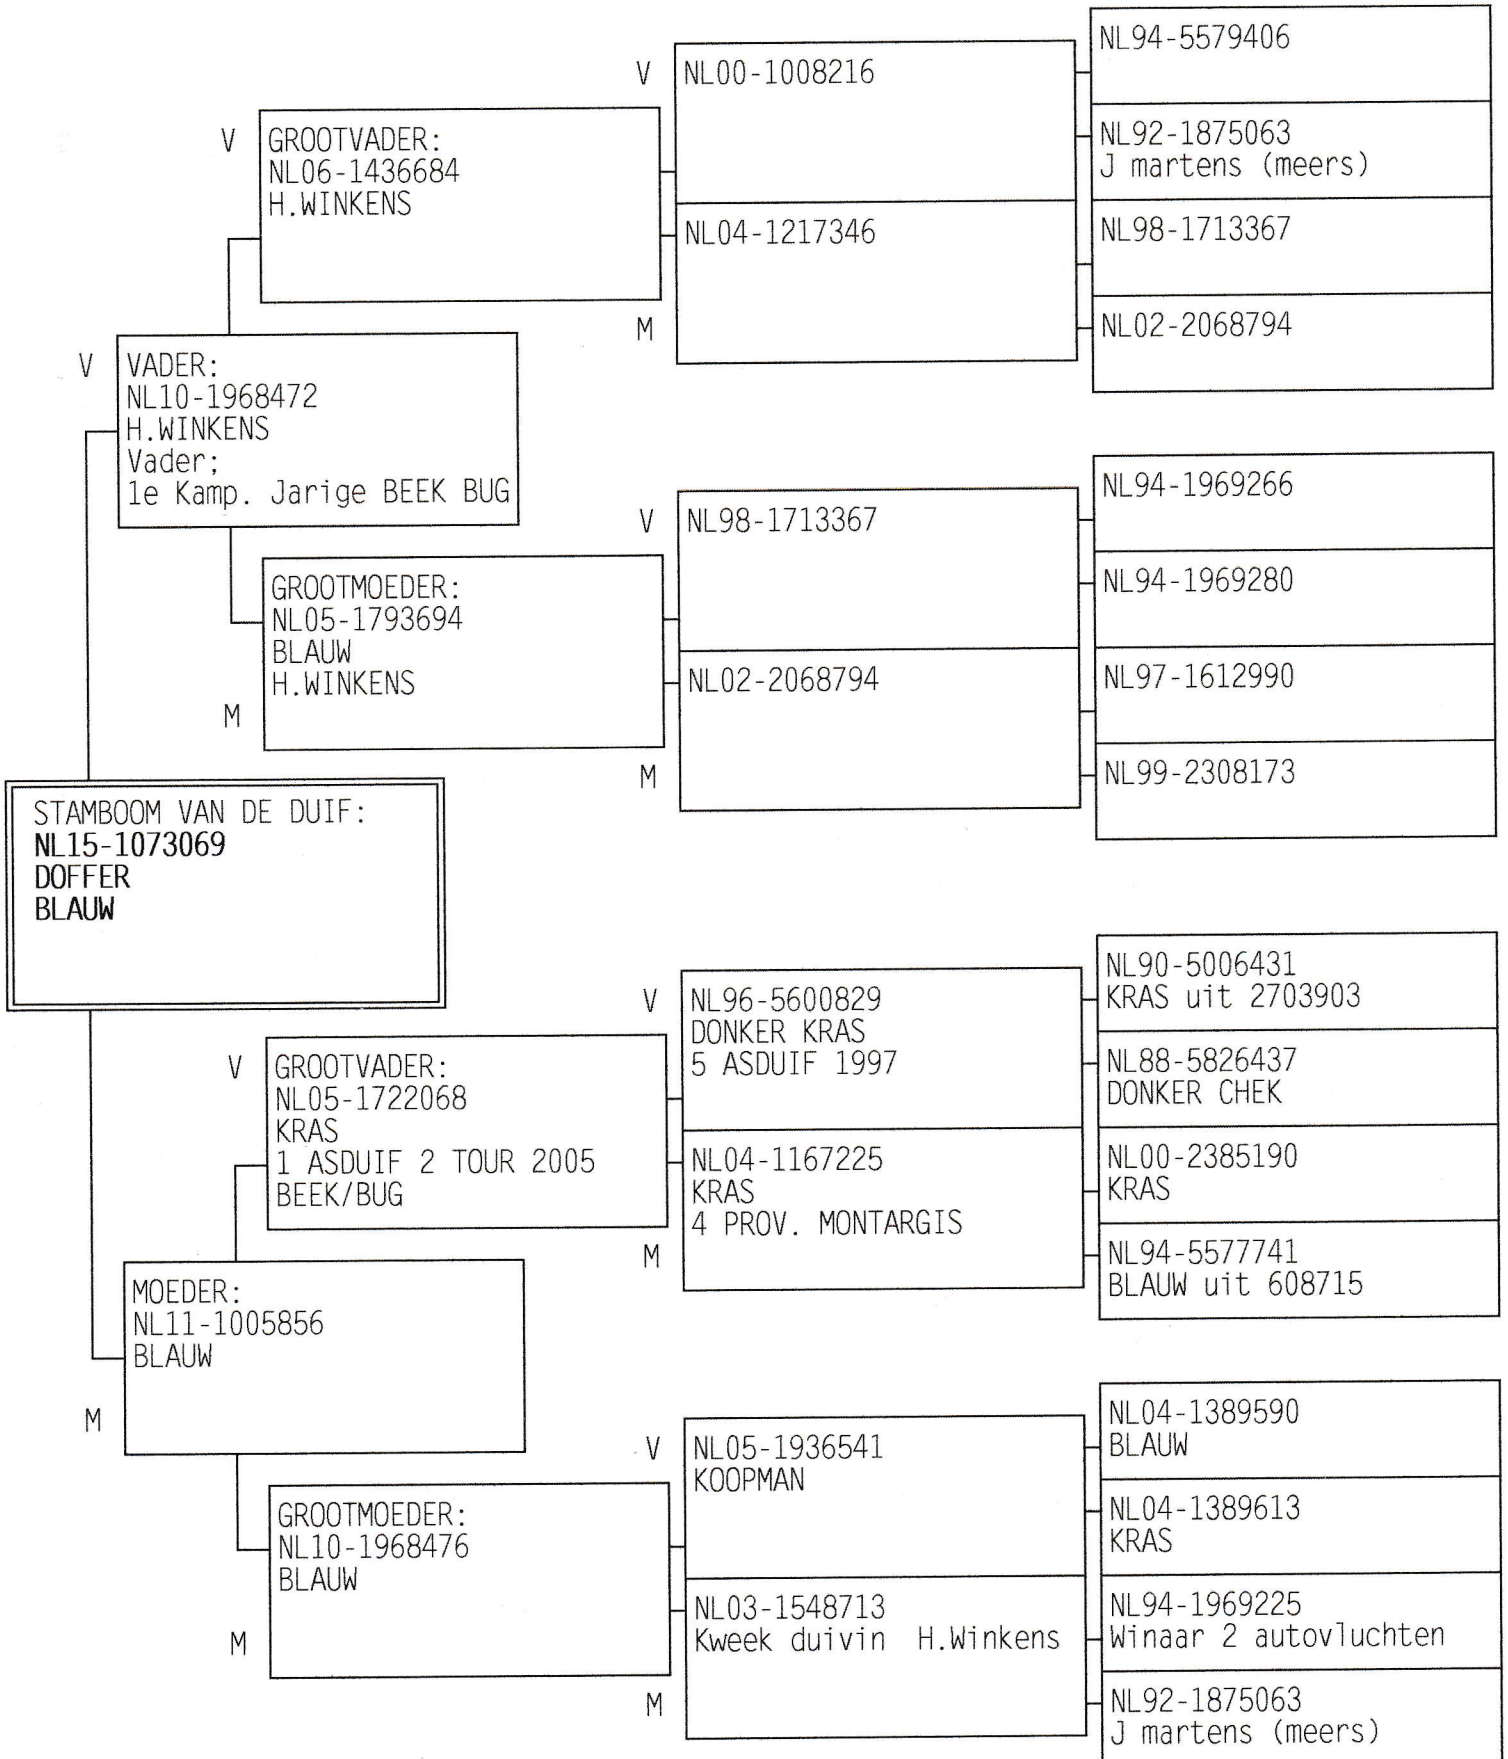 V
NL00-1008216
NL94-5579406
NL92-1875063
J martens (meers)
V
GROOTVADER:
NL06-1436684
H.WINKENS
NL04-1217346
M
NL98-1713367
NL02-2068794
V
VADER:
NL10-1968472
H.WINKENS
Vader;
1e Kamp. Jarige BEEK BUG
V
NL98-1713367
NL94-1969266
NL94-1969280
GROOTMOEDER:
NL05-1793694
BLAUW
H.WINKENS
M
NL02-2068794
M
NL97-1612990
NL99-2308173
STAMBOOM VAN DE DUIF:
NL15-1073069
DOFFER
BLAUW
V
NL96-5600829
DONKER KRAS
5 ASDUIF 1997
NL90-5006431
KRAS uit 2703903
NL88-5826437
DONKER CHEK
V
GROOTVADER:
NL05-1722068
KRAS
1 ASDUIF 2 TOUR 2005
BEEK/BUG
NL04-1167225
KRAS
4 PROV. MONTARGIS
M
NL00-2385190
KRAS
NL94-5577741
BLAUW uit 608715
MOEDER:
NL11-1005856
BLAUW
M
V
NL05-1936541
KOOPMAN
NL04-1389590
BLAUW
NL04-1389613
KRAS
GROOTMOEDER:
NL10-1968476
BLAUW
M
NL03-1548713
Kweek duivin H.Winkens
M
NL94-1969225
Winaar 2 autovluchten
NL92-1875063
J martens (meers)